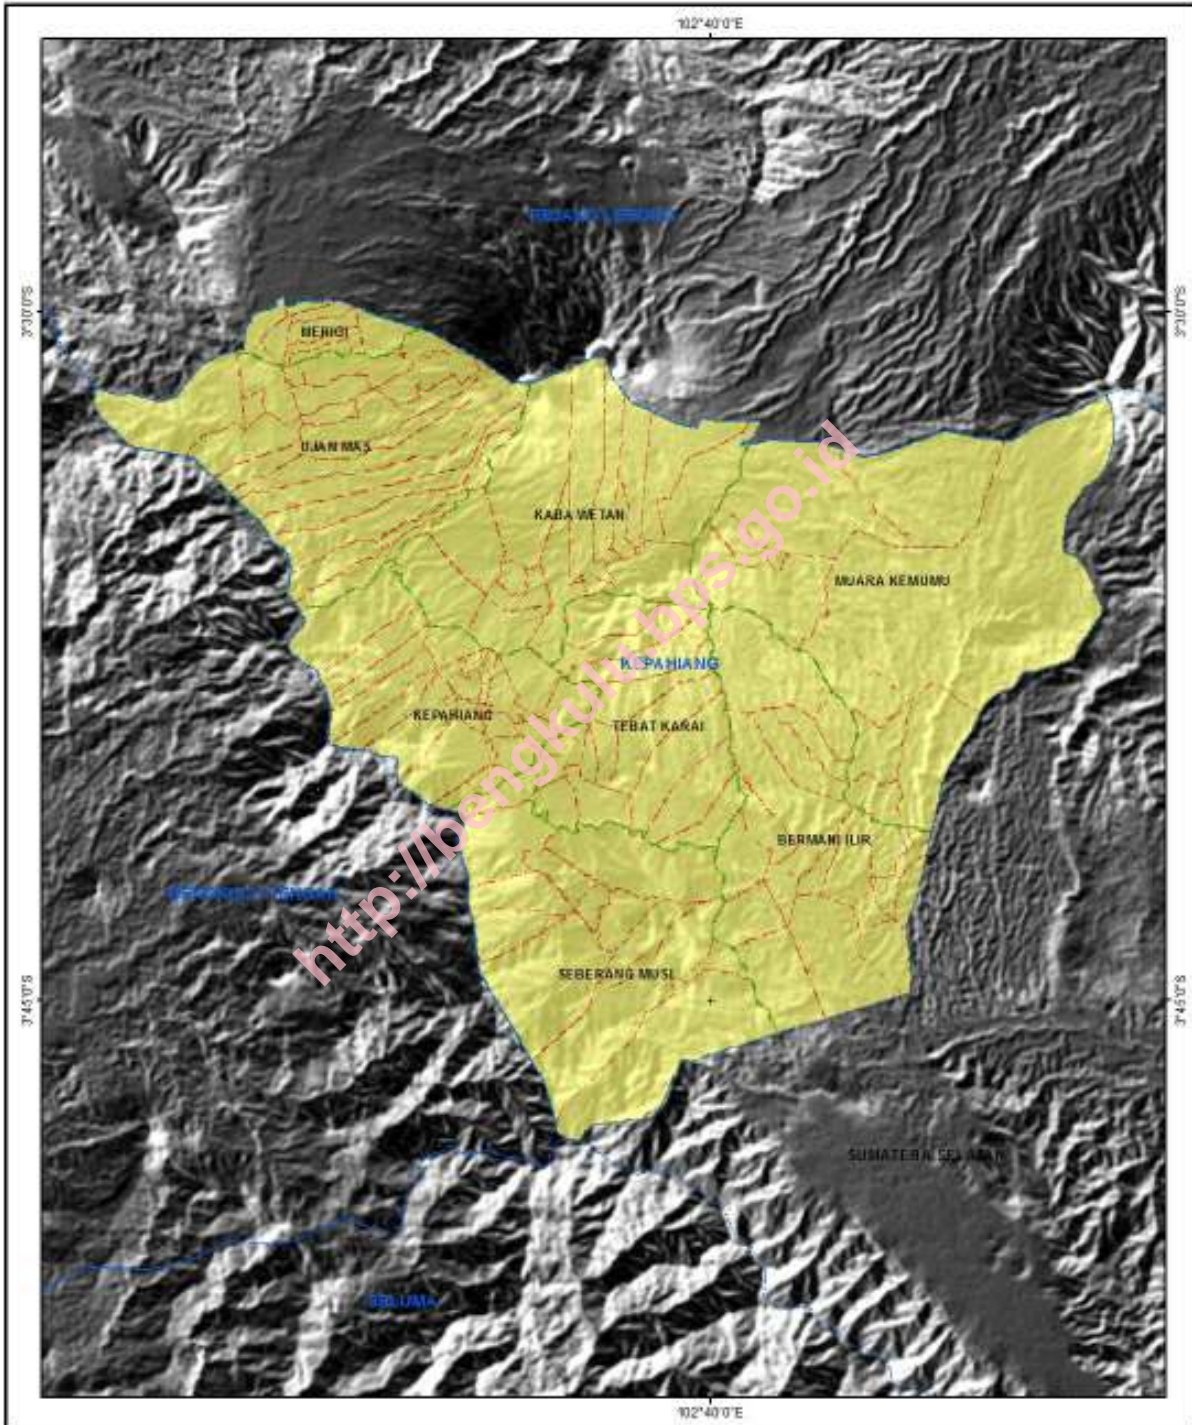 102°40'0"E
3°30'0"S
3°30'0"S
REJANG LEBONG
MERIGI
UJAN MAS
KABA WETAN
MUARA KEMUMU
KEPAHIANG
KEPAHIANG
TEBAT KARAI
BERMANI ILIR
SEBERANG MUSI
3°45'0"S
3°45'0"S
SUMATERA SELATAN
SELUMA
102°40'0"E
http://bengkulu.bps.go.id